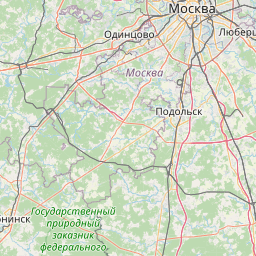 Москва
Одинцово
Люберц
Москва
Подольск
нинск
Государственный
природный
заказник
федерального